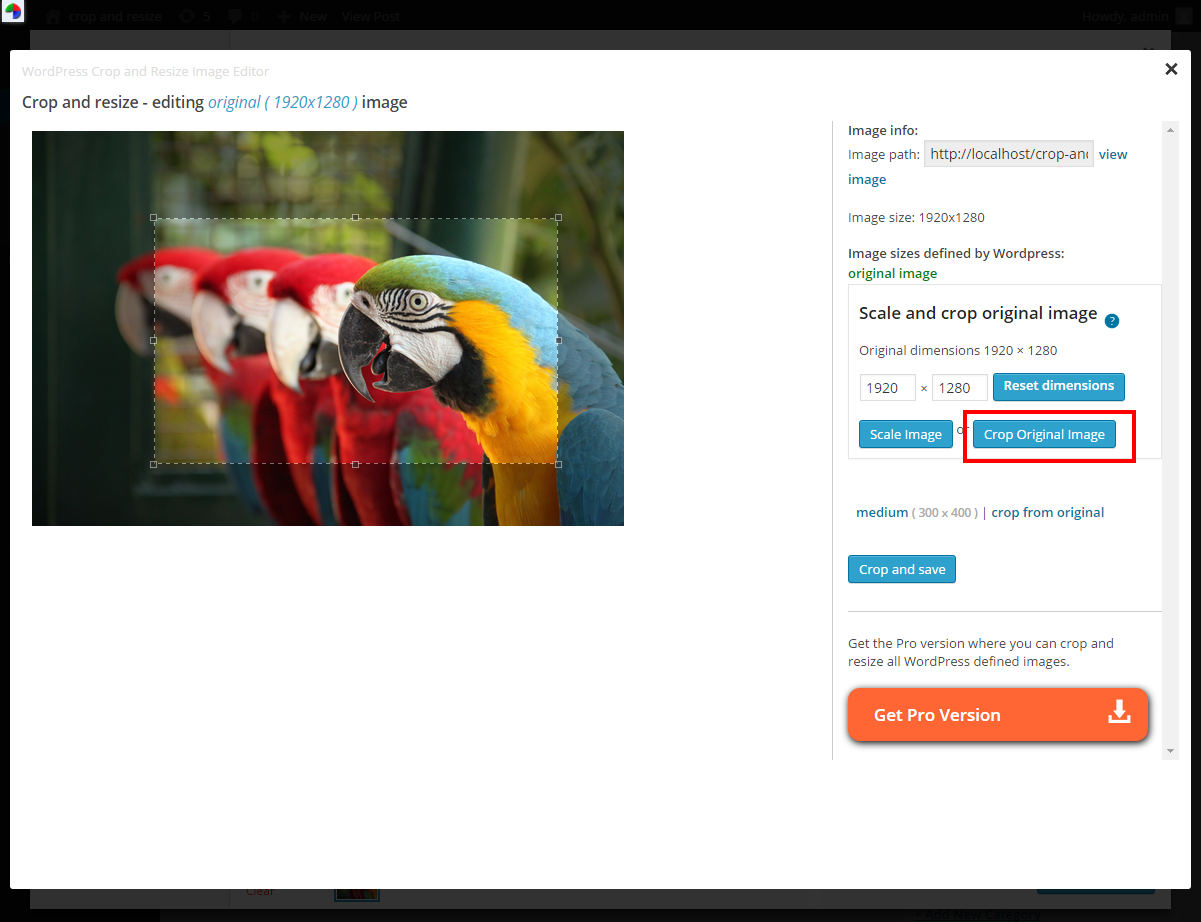 crop and resize 5 0 New View Post Howdy, admin
WordPress Crop and Resize Image Editor
Crop and resize - editing original ( 1920x1280 ) image
Image info:
Image path: http://localhost/crop-and view
image
Image size: 1920x1280
Image sizes defined by Wordpress:
original image
Scale and crop original image ?
Original dimensions 1920 × 1280
1920 × 1280 Reset dimensions
Scale Image or Crop Original Image
medium ( 300 x 400 ) | crop from original
Crop and save
Get the Pro version where you can crop and
resize all WordPress defined images.
Get Pro Version
Clear
+ Add New Category